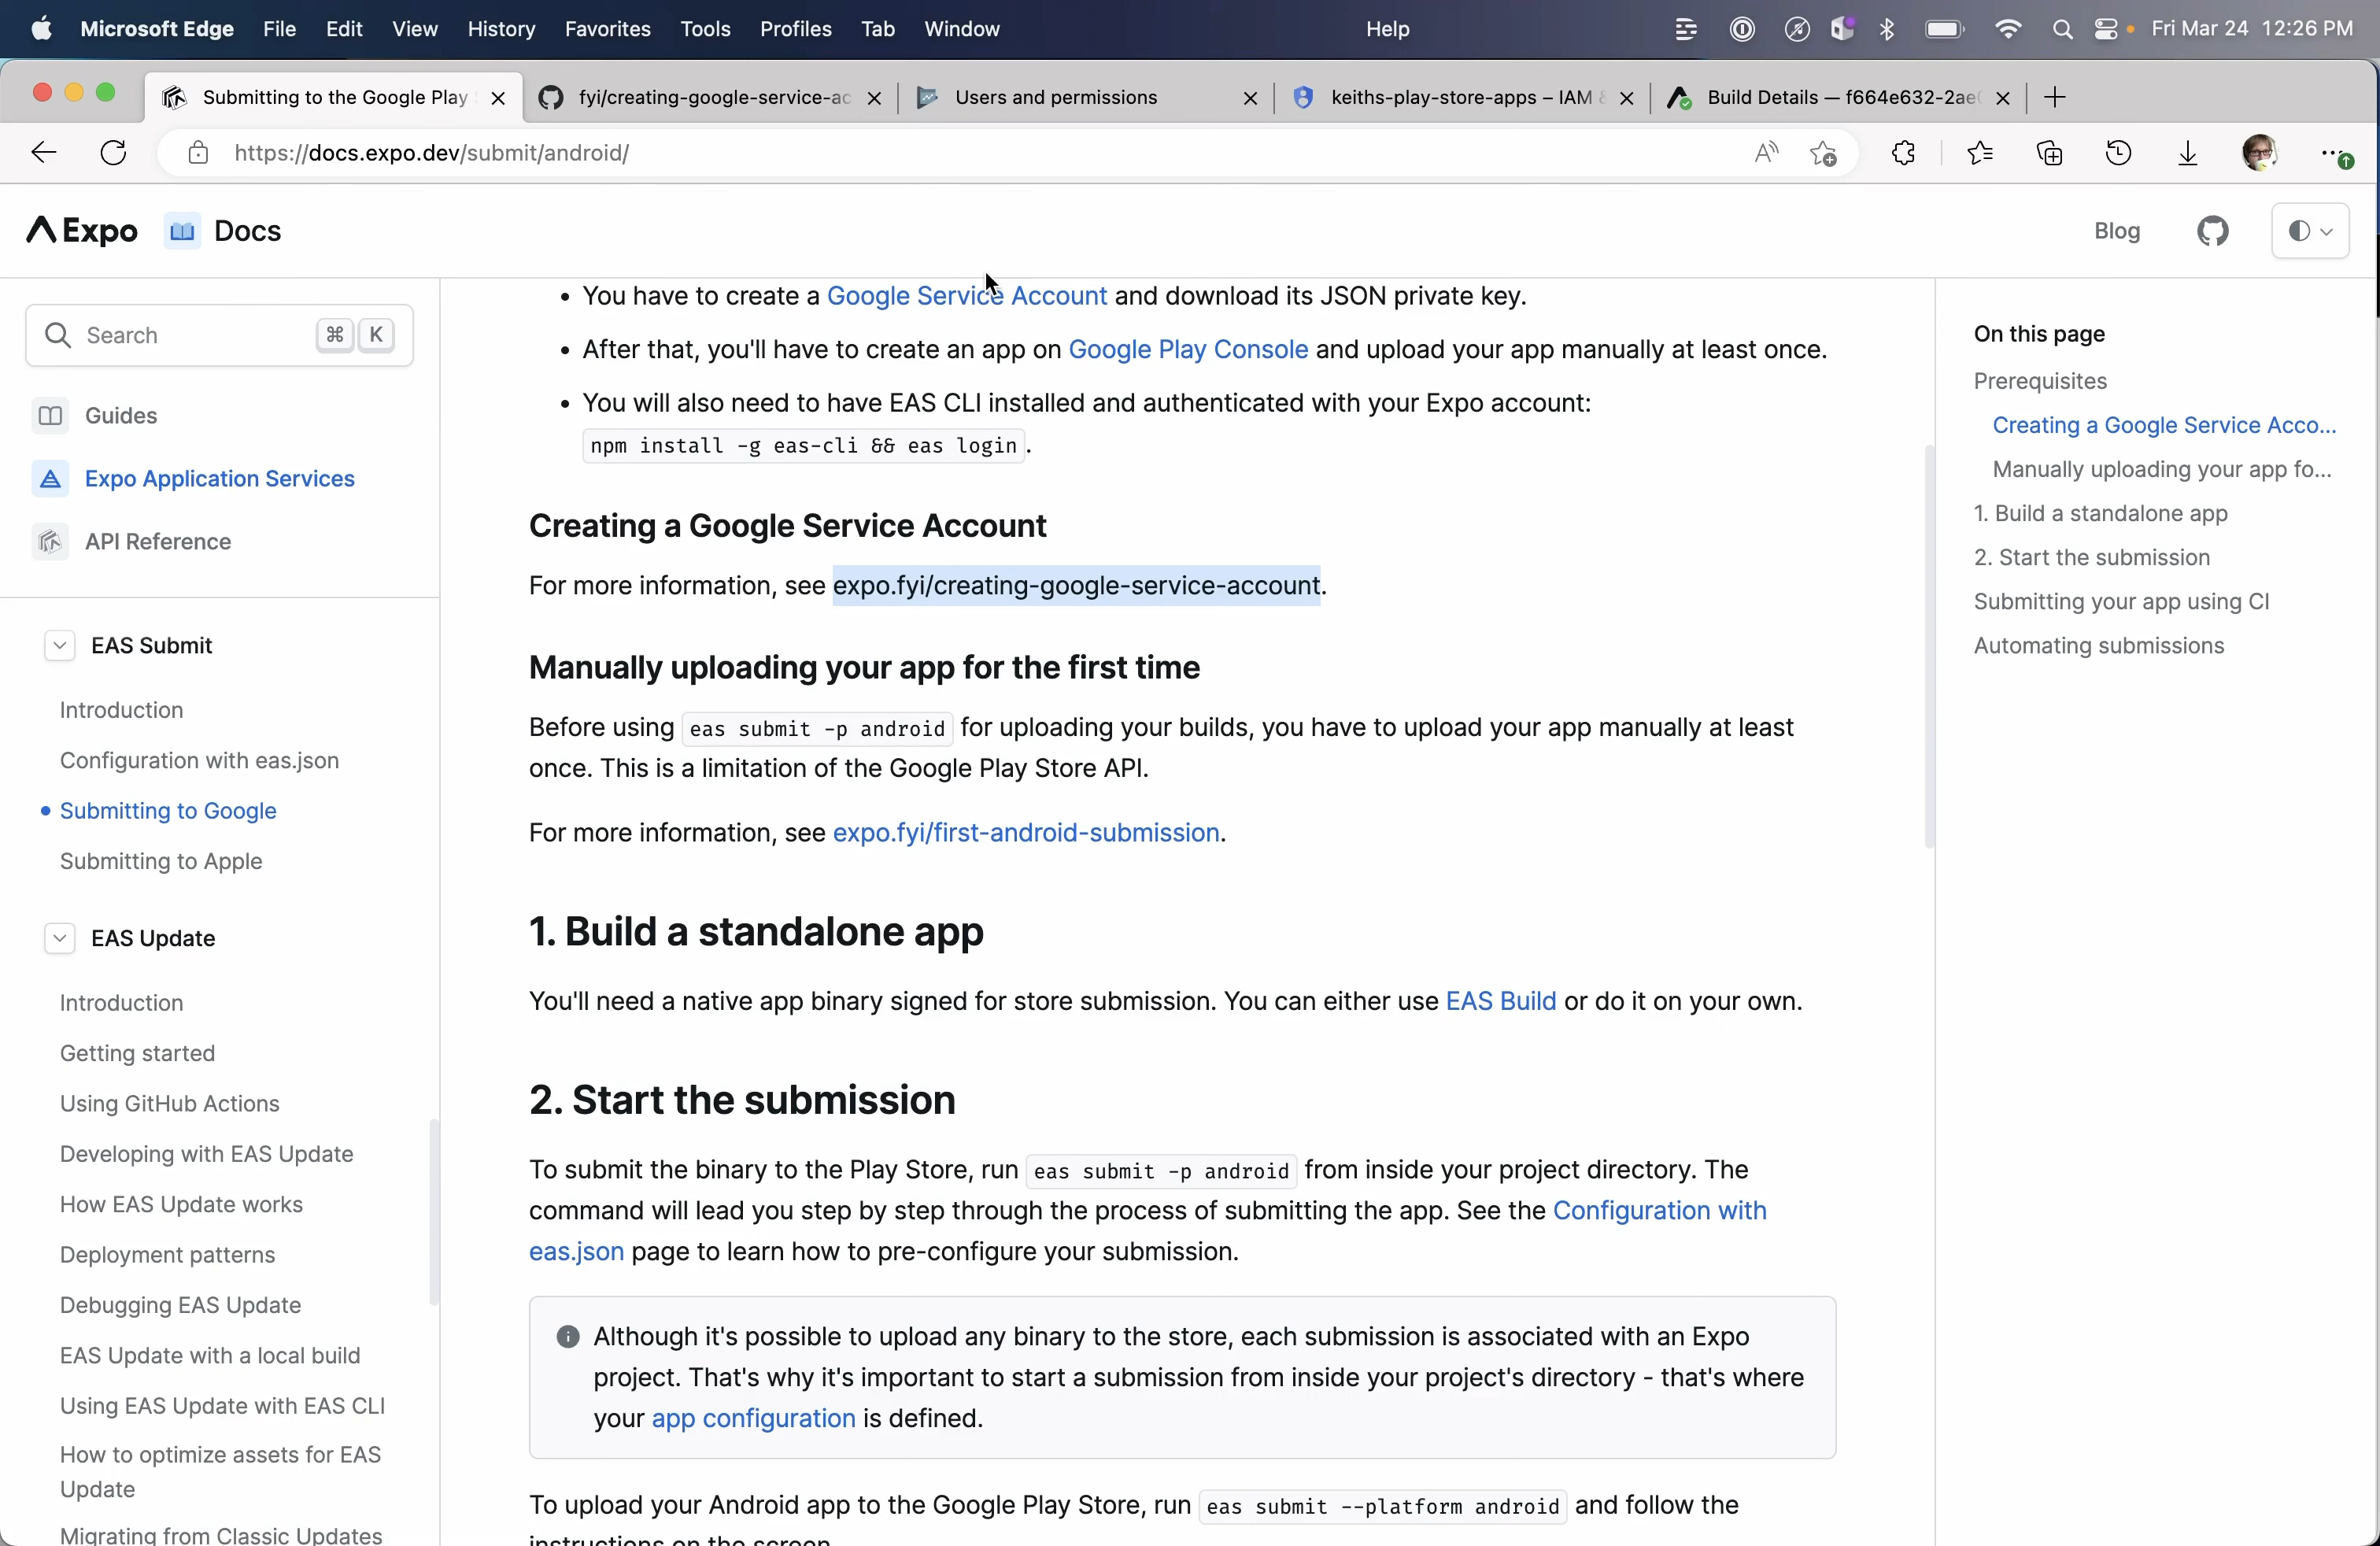 Microsoft Edge File Edit View History Favorites Tools Profiles Tab Window Help Fri Mar 24 12:26 PM
Submitting to the Google Play fyi/creating-google-service-ac Users and permissions keiths-play-store-apps – IAM & Build Details — f664e632-2ae
https://docs.expo.dev/submit/android/
Expo Docs Blog
Search ⌘ K
Guides
Expo Application Services
API Reference
EAS Submit
Introduction
Configuration with eas.json
Submitting to Google
Submitting to Apple
EAS Update
Introduction
Getting started
Using GitHub Actions
Developing with EAS Update
How EAS Update works
Deployment patterns
Debugging EAS Update
EAS Update with a local build
Using EAS Update with EAS CLI
How to optimize assets for EAS
Update
Migrating from Classic Updates
• You have to create a Google Service Account and download its JSON private key.
• After that, you'll have to create an app on Google Play Console and upload your app manually at least once.
• You will also need to have EAS CLI installed and authenticated with your Expo account:
npm install -g eas-cli && eas login.
Creating a Google Service Account
For more information, see expo.fyi/creating-google-service-account.
Manually uploading your app for the first time
Before using eas submit -p android for uploading your builds, you have to upload your app manually at least
once. This is a limitation of the Google Play Store API.
For more information, see expo.fyi/first-android-submission.
1. Build a standalone app
You'll need a native app binary signed for store submission. You can either use EAS Build or do it on your own.
2. Start the submission
To submit the binary to the Play Store, run eas submit -p android from inside your project directory. The
command will lead you step by step through the process of submitting the app. See the Configuration with
eas.json page to learn how to pre-configure your submission.
Although it's possible to upload any binary to the store, each submission is associated with an Expo
project. That's why it's important to start a submission from inside your project's directory - that's where
your app configuration is defined.
To upload your Android app to the Google Play Store, run eas submit --platform android and follow the
instructions on the screen.
On this page
Prerequisites
Creating a Google Service Acco...
Manually uploading your app fo...
1. Build a standalone app
2. Start the submission
Submitting your app using CI
Automating submissions